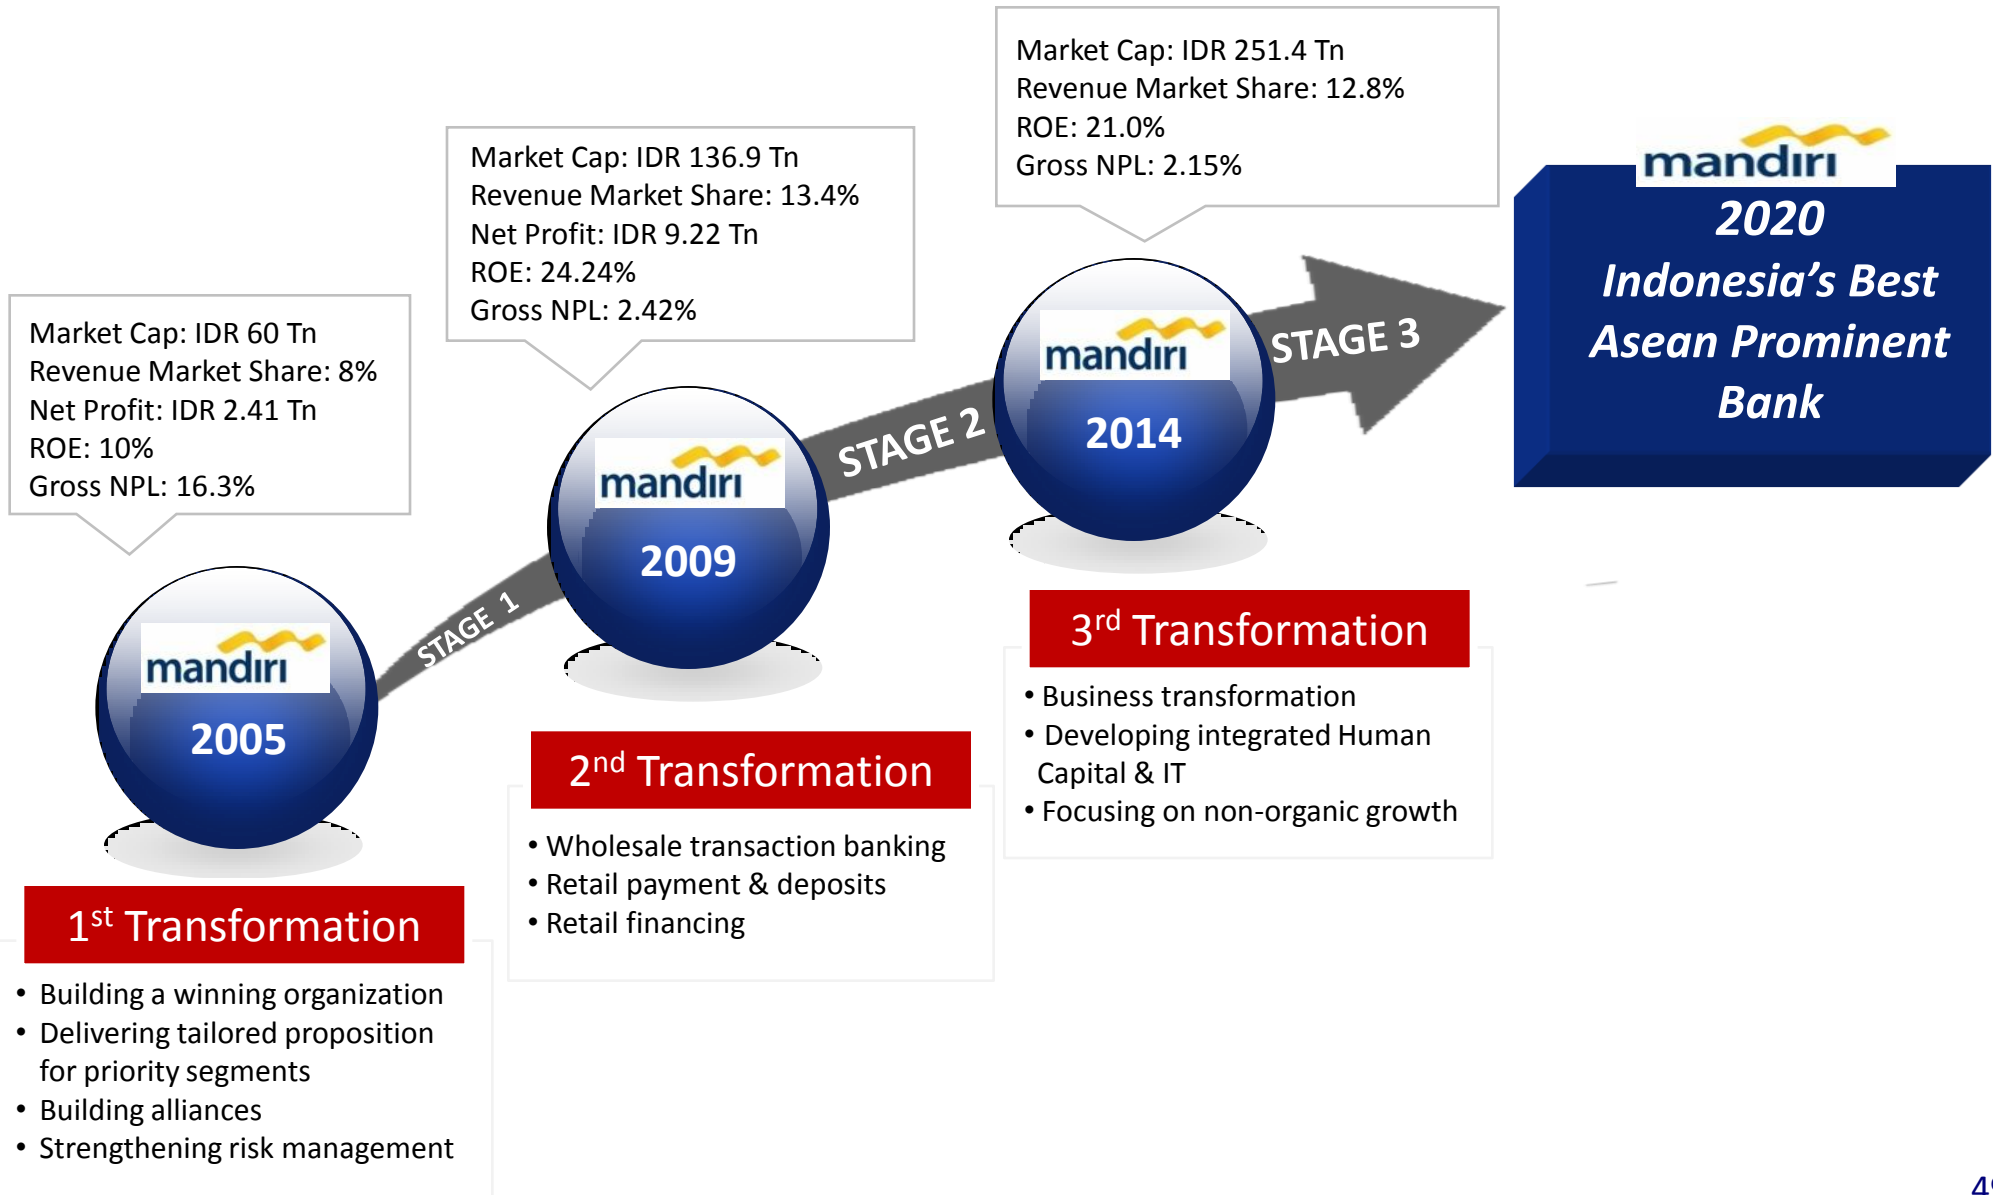 Market Cap: IDR 60 Tn
Revenue Market Share: 8%
Net Profit: IDR 2.41 Tn
ROE: 10%
Gross NPL: 16.3%
mandırı
2005
1st Transformation
• Building a winning organization
• Delivering tailored proposition
for priority segments
• Building alliances
• Strengthening risk management
STAGE 1
Market Cap: IDR 136.9 Tn
Revenue Market Share: 13.4%
Net Profit: IDR 9.22 Tn
ROE: 24.24%
Gross NPL: 2.42%
mandırı
2009
2nd Transformation
• Wholesale transaction banking
• Retail payment & deposits
• Retail financing
STAGE 2
Market Cap: IDR 251.4 Tn
Revenue Market Share: 12.8%
ROE: 21.0%
Gross NPL: 2.15%
mandırı
2014
3rd Transformation
• Business transformation
• Developing integrated Human
Capital & IT
• Focusing on non-organic growth
STAGE 3
mandırı
2020
Indonesia’s Best
Asean Prominent
Bank